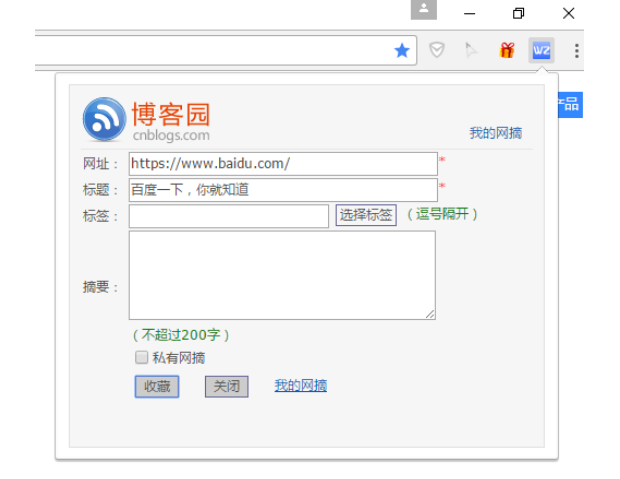 WZ
产品
博客园
cnblogs.com
我的网摘
网址： https://www.baidu.com/ *
标题： 百度一下，你就知道 *
标签： 选择标签 （逗号隔开）
摘要：
（不超过200字）
私有网摘
收藏 关闭 我的网摘